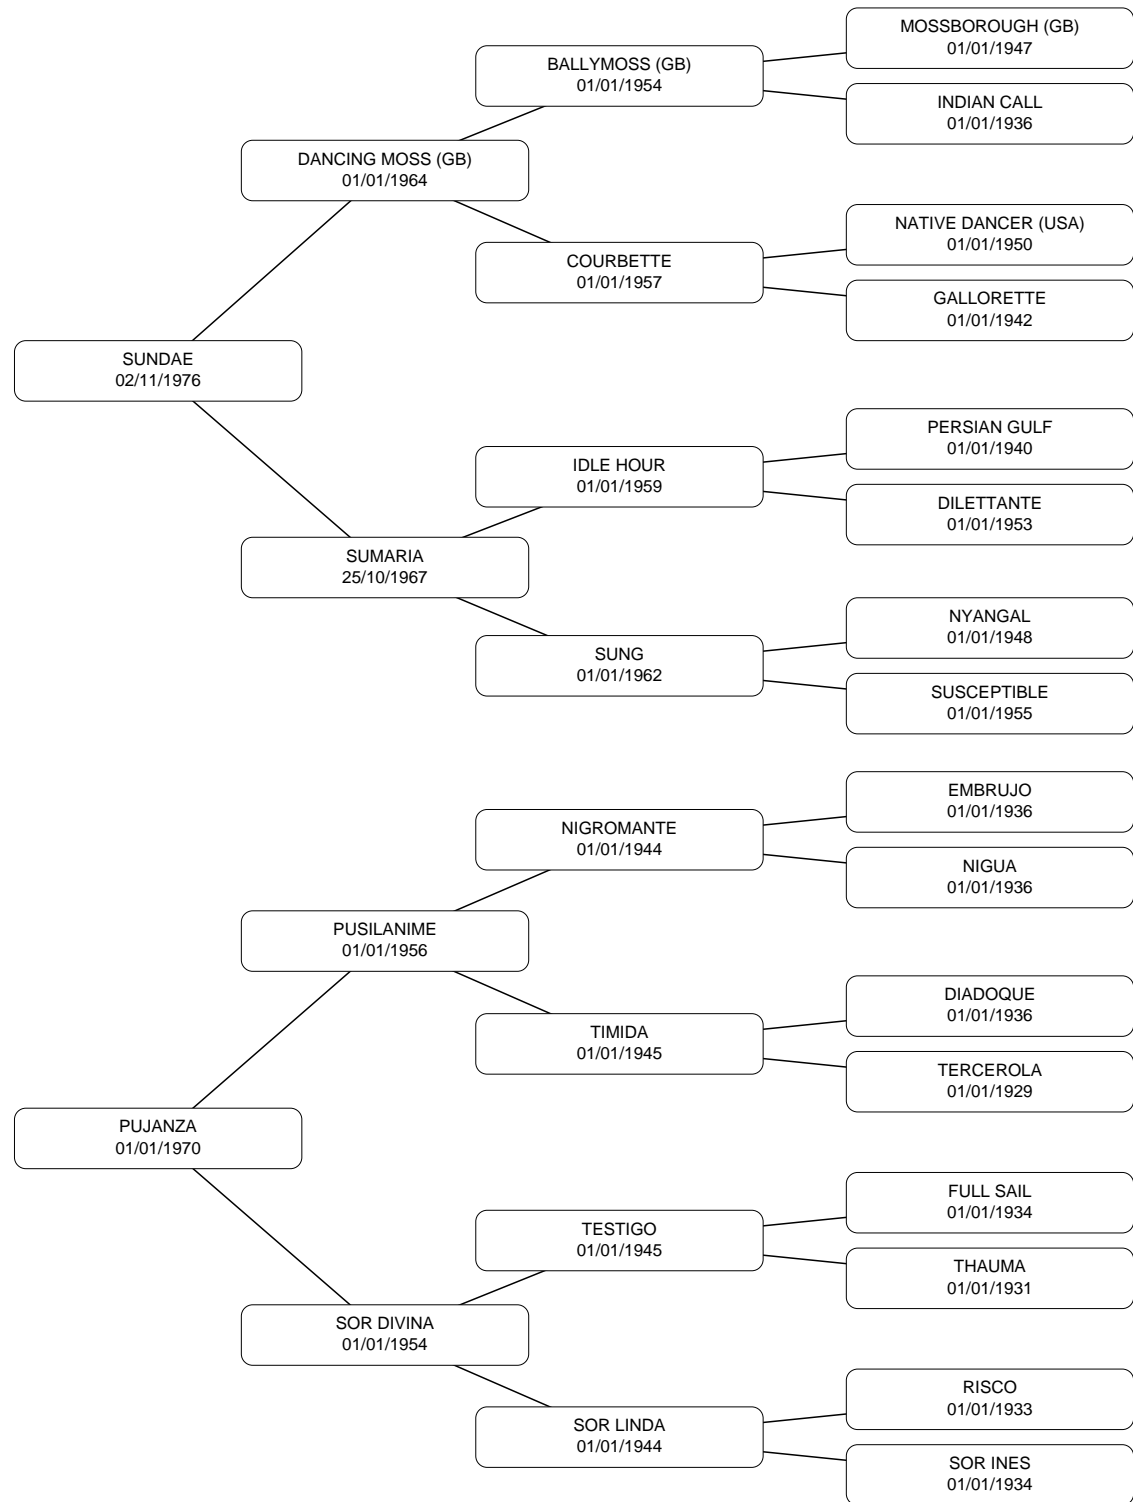 MOSSBOROUGH (GB)
01/01/1947
BALLYMOSS (GB)
01/01/1954
INDIAN CALL
01/01/1936
DANCING MOSS (GB)
01/01/1964
NATIVE DANCER (USA)
01/01/1950
COURBETTE
01/01/1957
GALLORETTE
01/01/1942
SUNDAE
02/11/1976
PERSIAN GULF
01/01/1940
IDLE HOUR
01/01/1959
DILETTANTE
01/01/1953
SUMARIA
25/10/1967
NYANGAL
01/01/1948
SUNG
01/01/1962
SUSCEPTIBLE
01/01/1955
EMBRUJO
01/01/1936
NIGROMANTE
01/01/1944
NIGUA
01/01/1936
PUSILANIME
01/01/1956
DIADOQUE
01/01/1936
TIMIDA
01/01/1945
TERCEROLA
01/01/1929
PUJANZA
01/01/1970
FULL SAIL
01/01/1934
TESTIGO
01/01/1945
THAUMA
01/01/1931
SOR DIVINA
01/01/1954
RISCO
01/01/1933
SOR LINDA
01/01/1944
SOR INES
01/01/1934